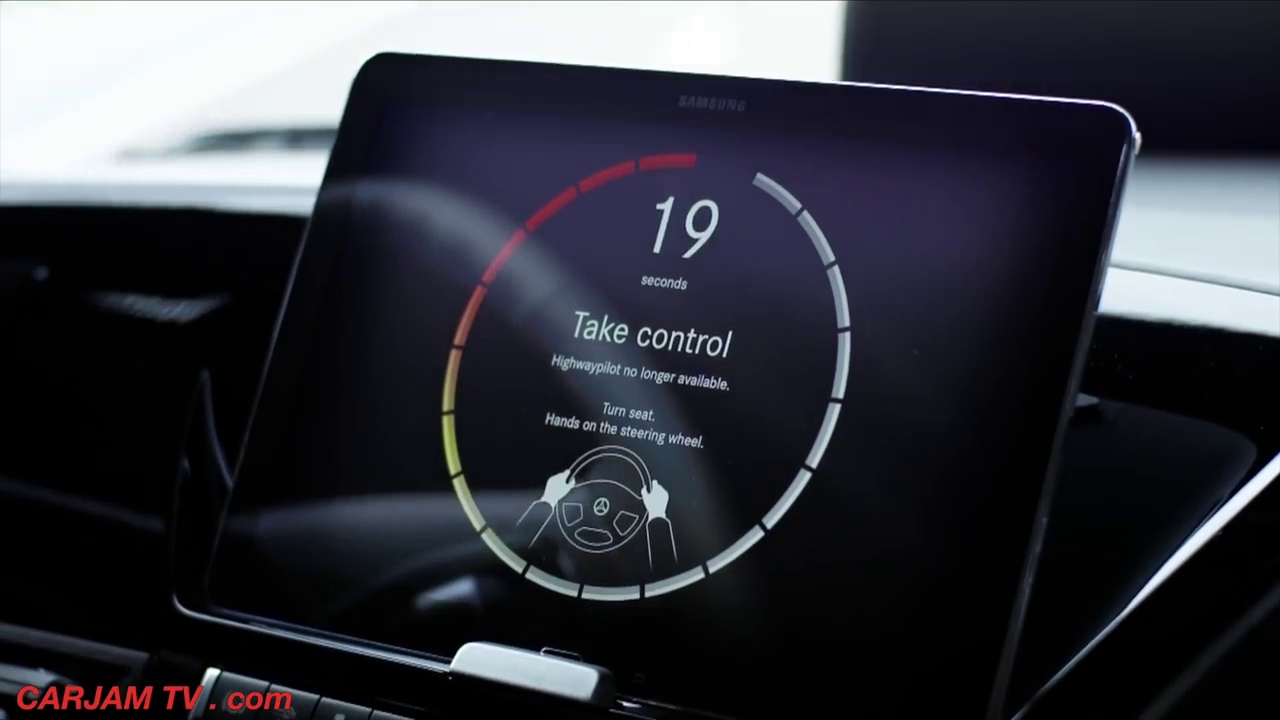 SAMSUNG
19
seconds
Take control
Highwaypilot no longer available.
Turn seat.
Hands on the steering wheel.
CARJAM TV . com